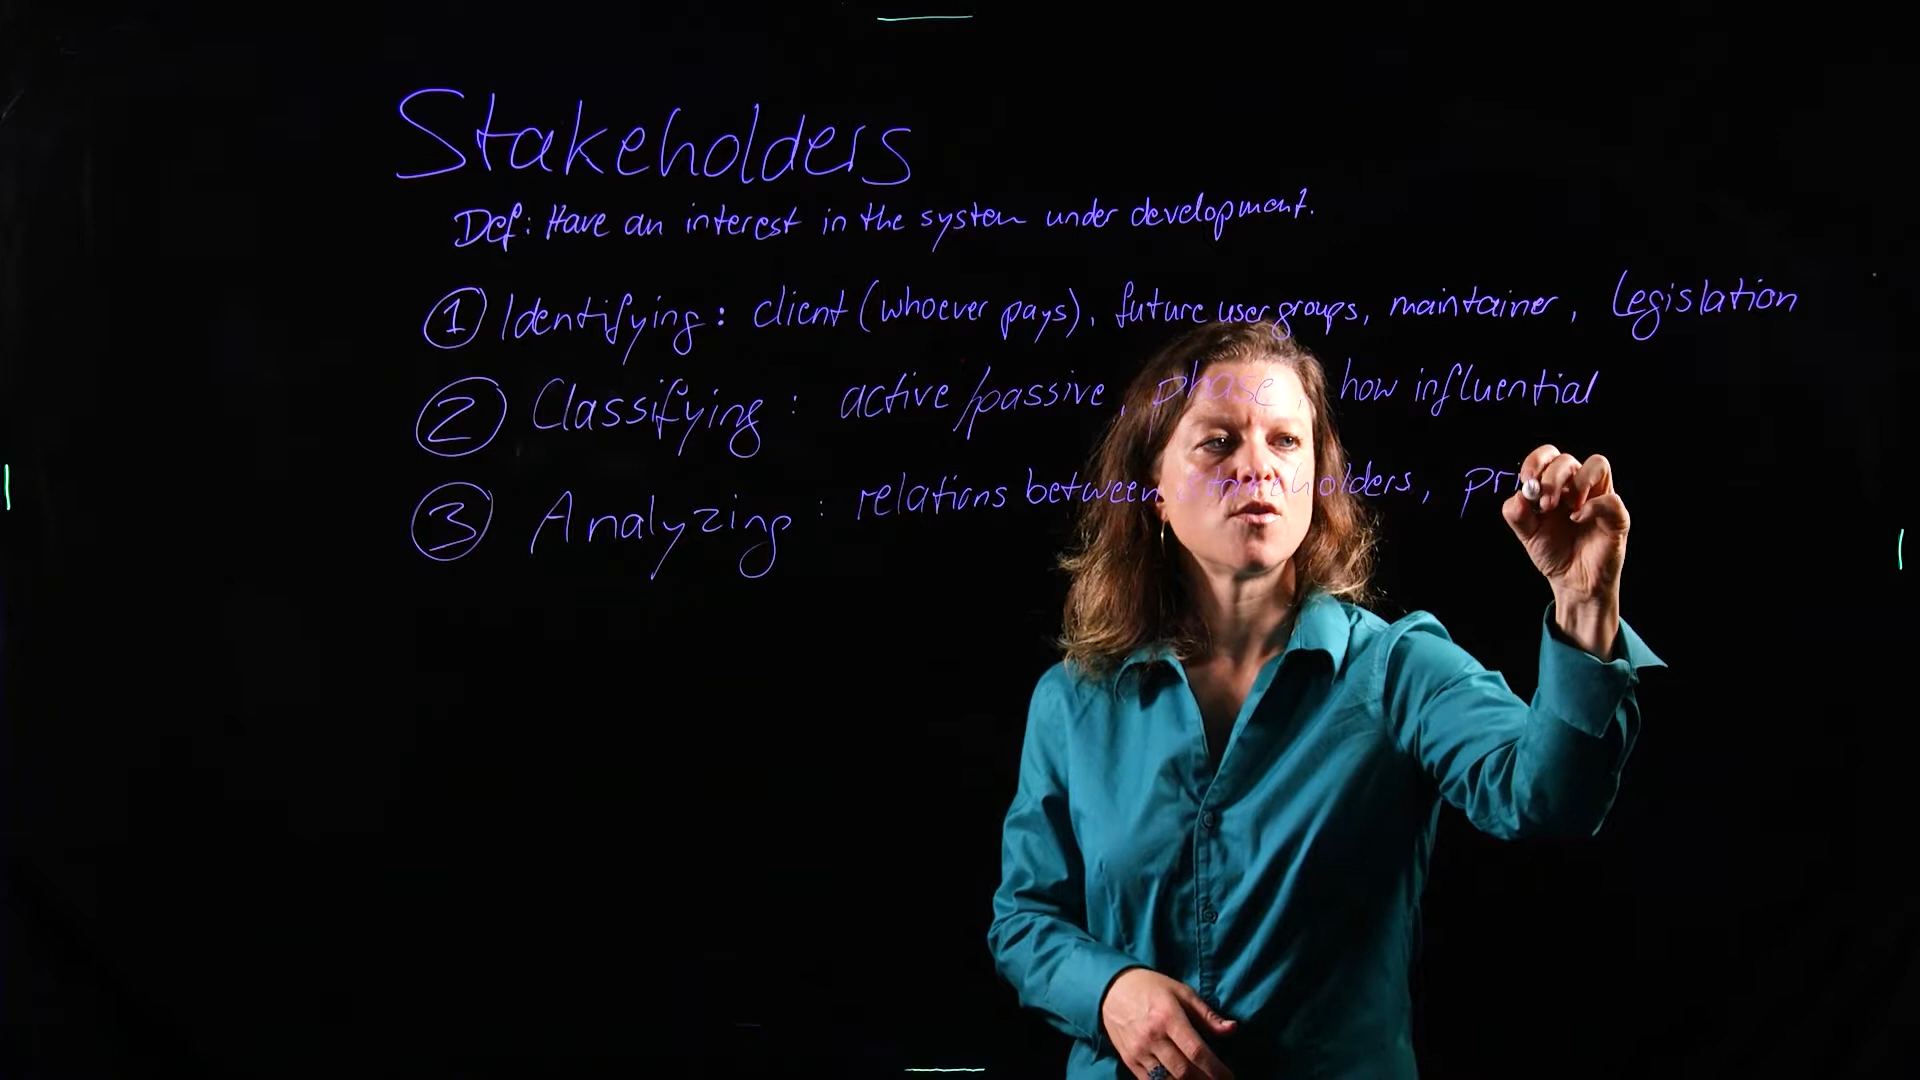 Stakeholders
Def: Have an interest in the system under development.
1 Identifying: client (whoever pays), future user groups, maintainer, Legislation
2 Classifying: active/passive, phase, how influential
3 Analyzing: relations between stakeholders, pri